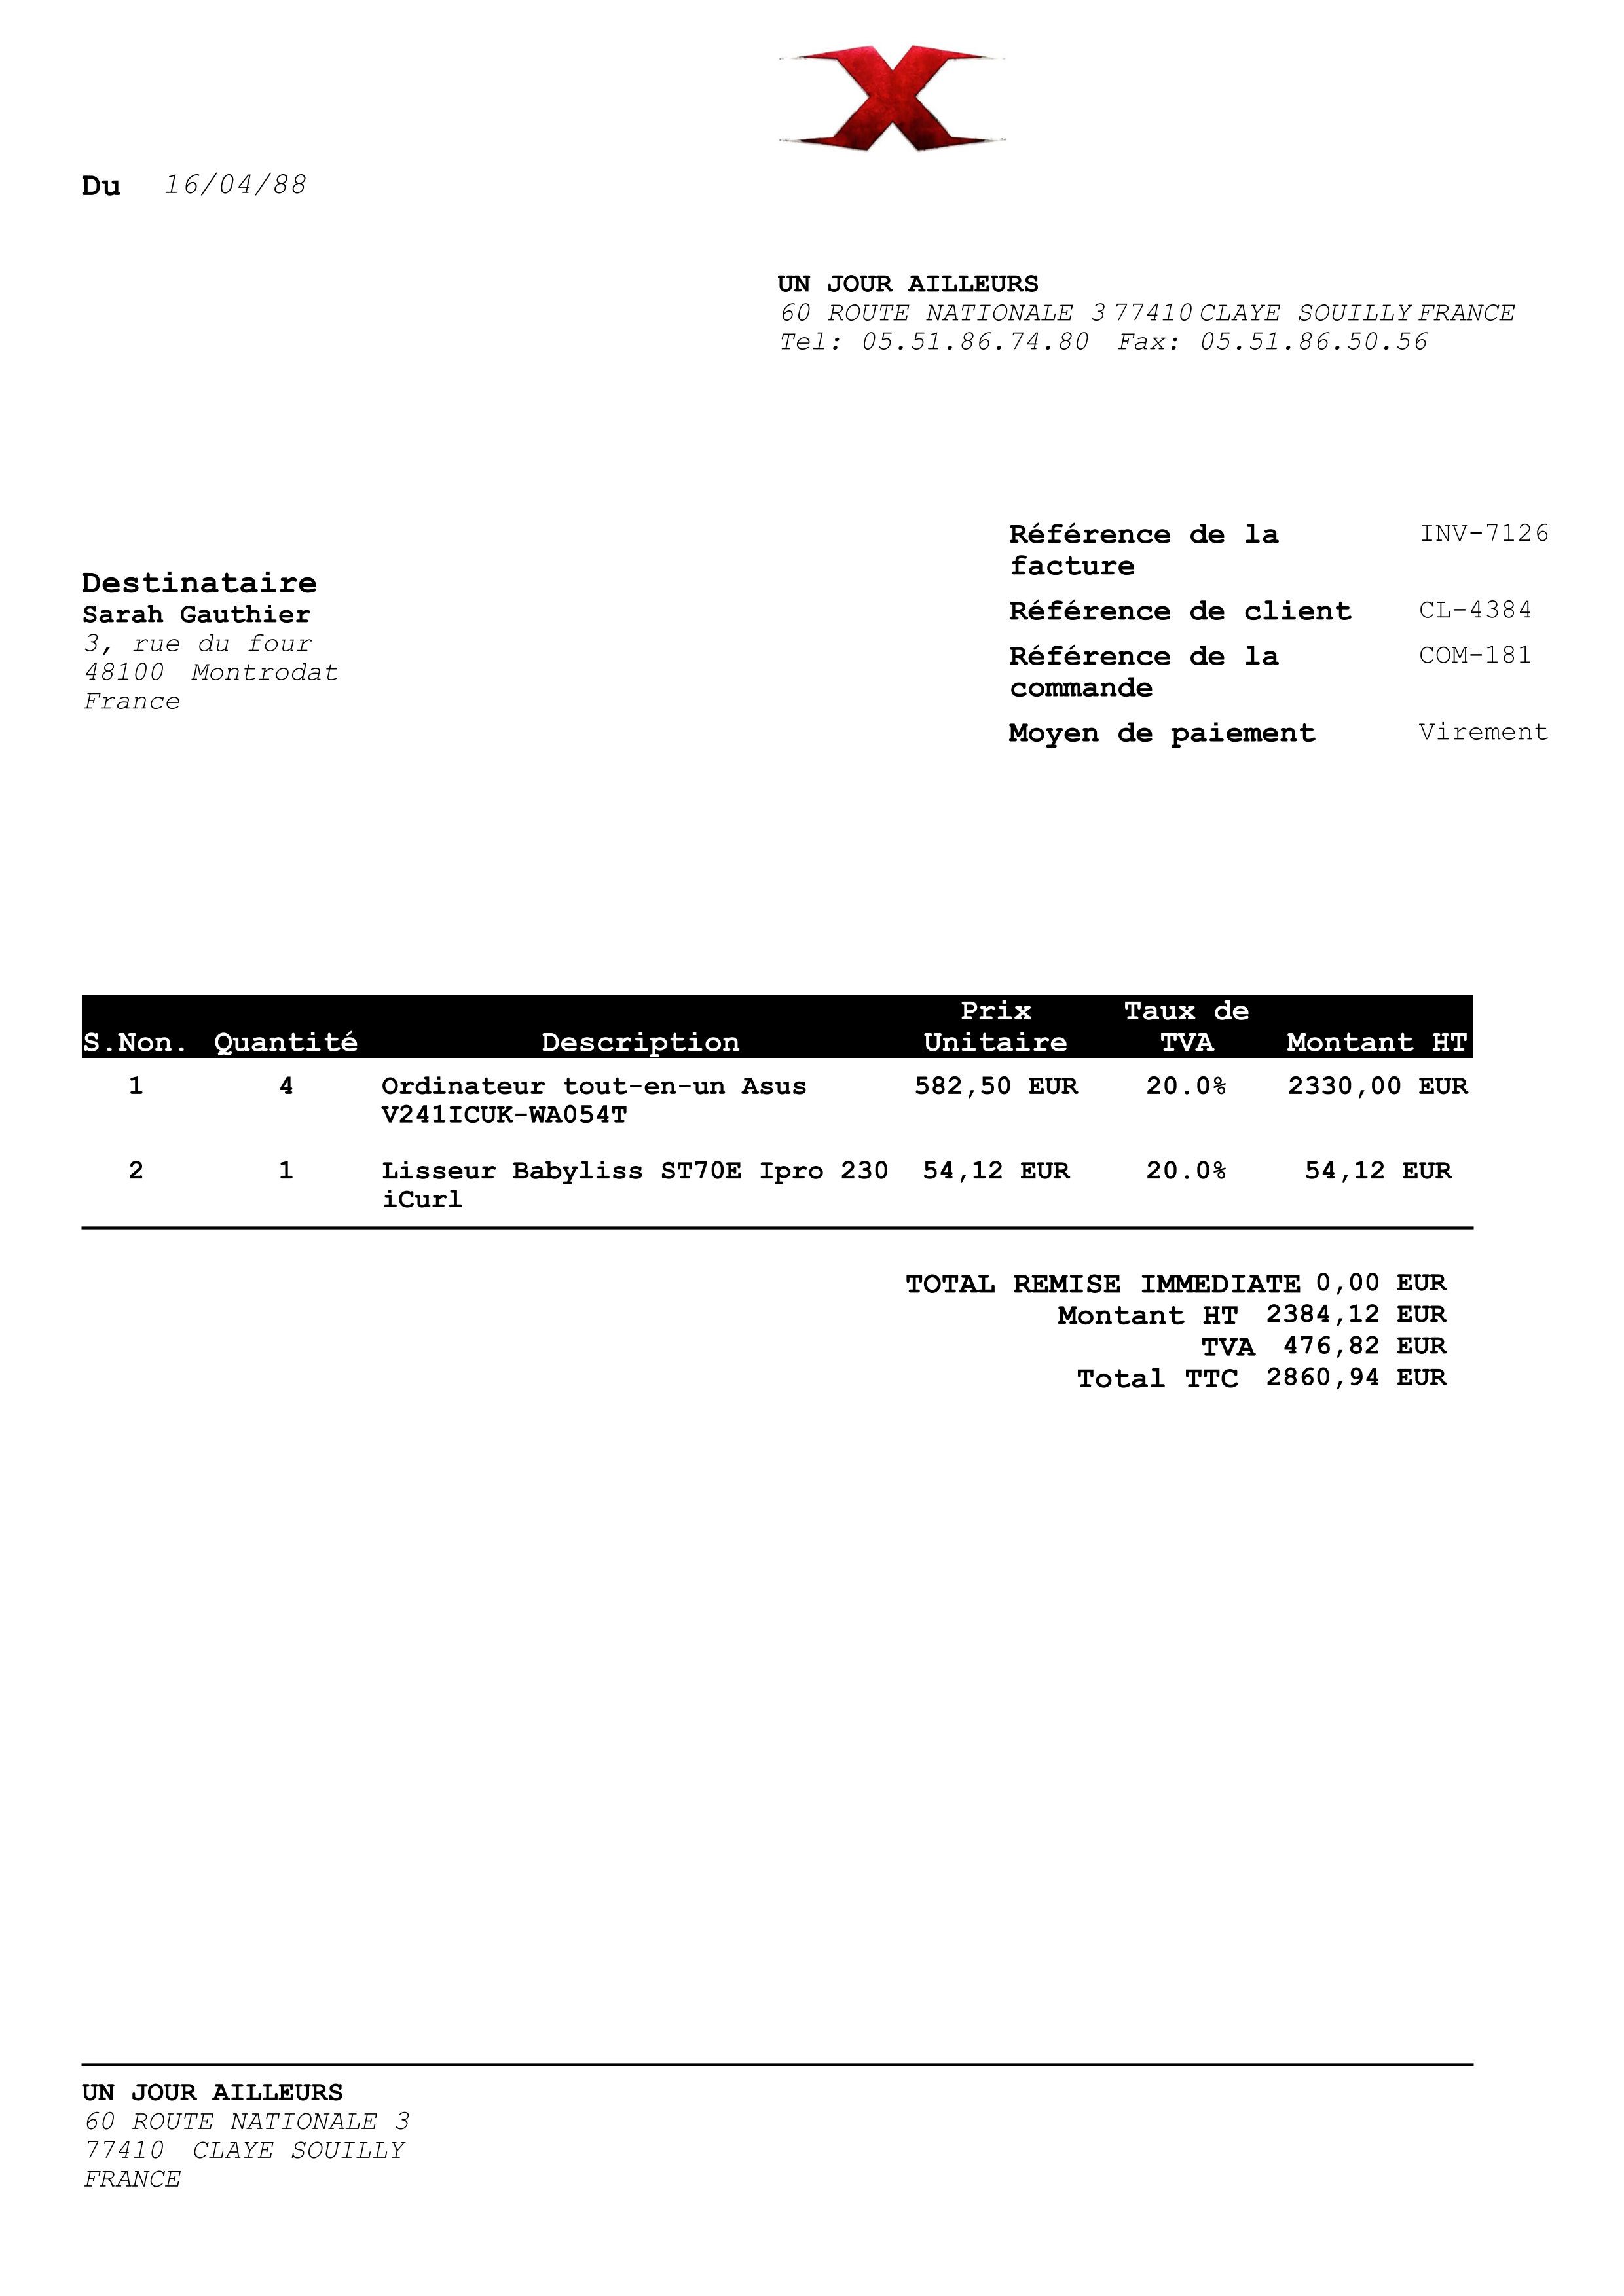 X
Du 16/04/88
UN JOUR AILLEURS
60 ROUTE NATIONALE 3 77410 CLAYE SOUILLY FRANCE
Tel: 05.51.86.74.80 Fax: 05.51.86.50.56
Référence de la facture INV-7126
Référence de client CL-4384
Référence de la commande COM-181
Moyen de paiement Virement
Destinataire
Sarah Gauthier
3, rue du four
48100 Montrodat
France
S.Non. Quantité Description Prix Unitaire Taux de TVA Montant HT
1 4 Ordinateur tout-en-un Asus 582,50 EUR 20.0% 2330,00 EUR
V241ICUK-WA054T
2 1 Lisseur Babyliss ST70E Ipro 230 54,12 EUR 20.0% 54,12 EUR
iCurl
TOTAL REMISE IMMEDIATE 0,00 EUR
Montant HT 2384,12 EUR
TVA 476,82 EUR
Total TTC 2860,94 EUR
UN JOUR AILLEURS
60 ROUTE NATIONALE 3
77410 CLAYE SOUILLY
FRANCE